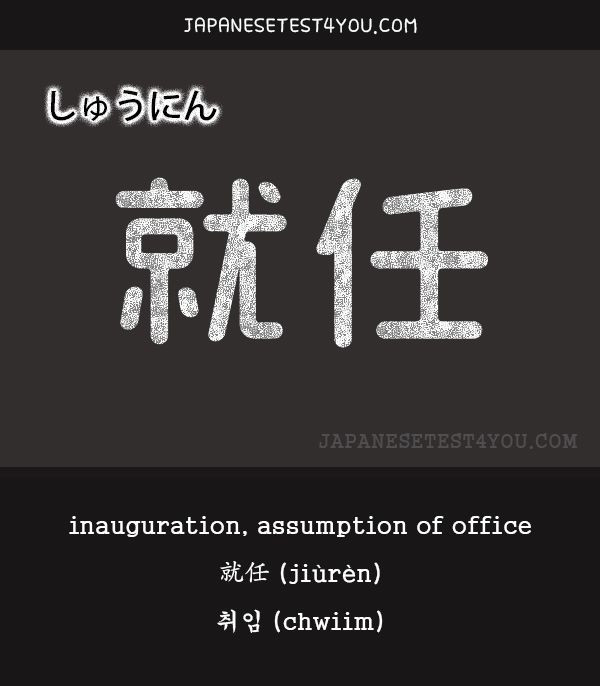 JAPANESETEST4YOU.COM
しゅうにん
就任
JAPANESETEST4YOU.COM
inauguration, assumption of office
就任 (jiùrèn)
취임 (chwiim)